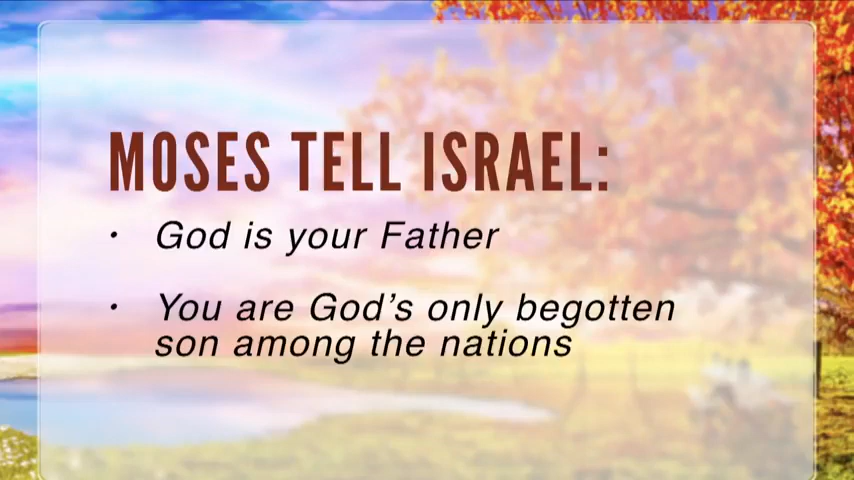 MOSES TELL ISRAEL:
• God is your Father
• You are God’s only begotten
son among the nations